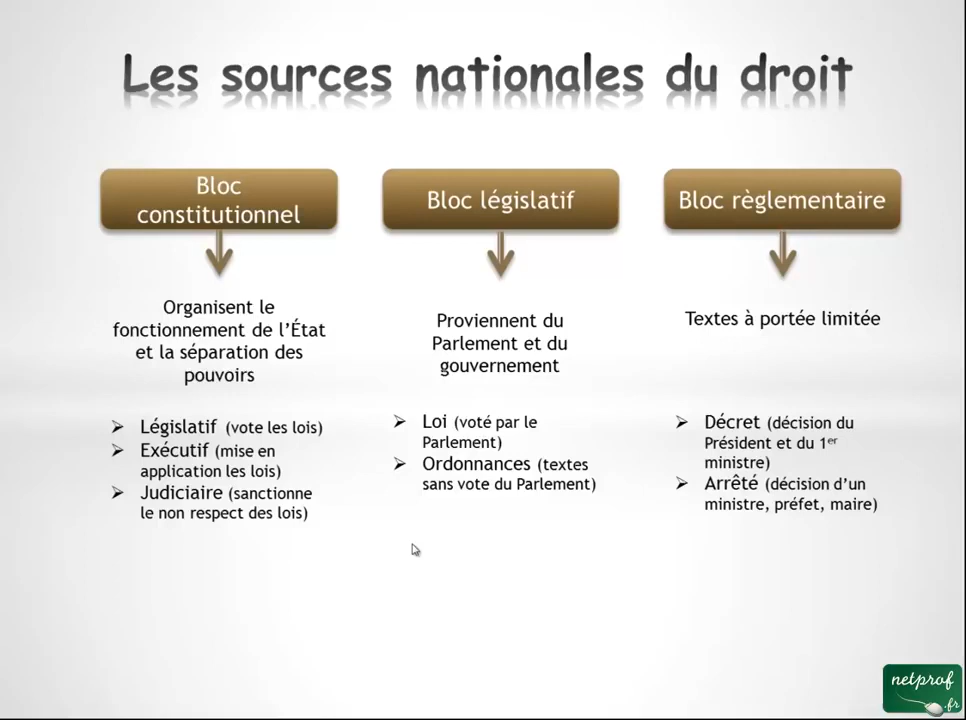 Les sources nationales du droit
Bloc
constitutionnel
Organisent le
fonctionnement de l'État
et la séparation des
pouvoirs
➢ Législatif (vote les lois)
➢ Exécutif (mise en
application les lois)
➢ Judiciaire (sanctionne
le non respect des lois)
Bloc législatif
Proviennent du
Parlement et du
gouvernement
➢ Loi (voté par le
Parlement)
➢ Ordonnances (textes
sans vote du Parlement)
Bloc règlementaire
Textes à portée limitée
➢ Décret (décision du
Président et du 1er
ministre)
➢ Arrêté (décision d'un
ministre, préfet, maire)
netprof
.fr